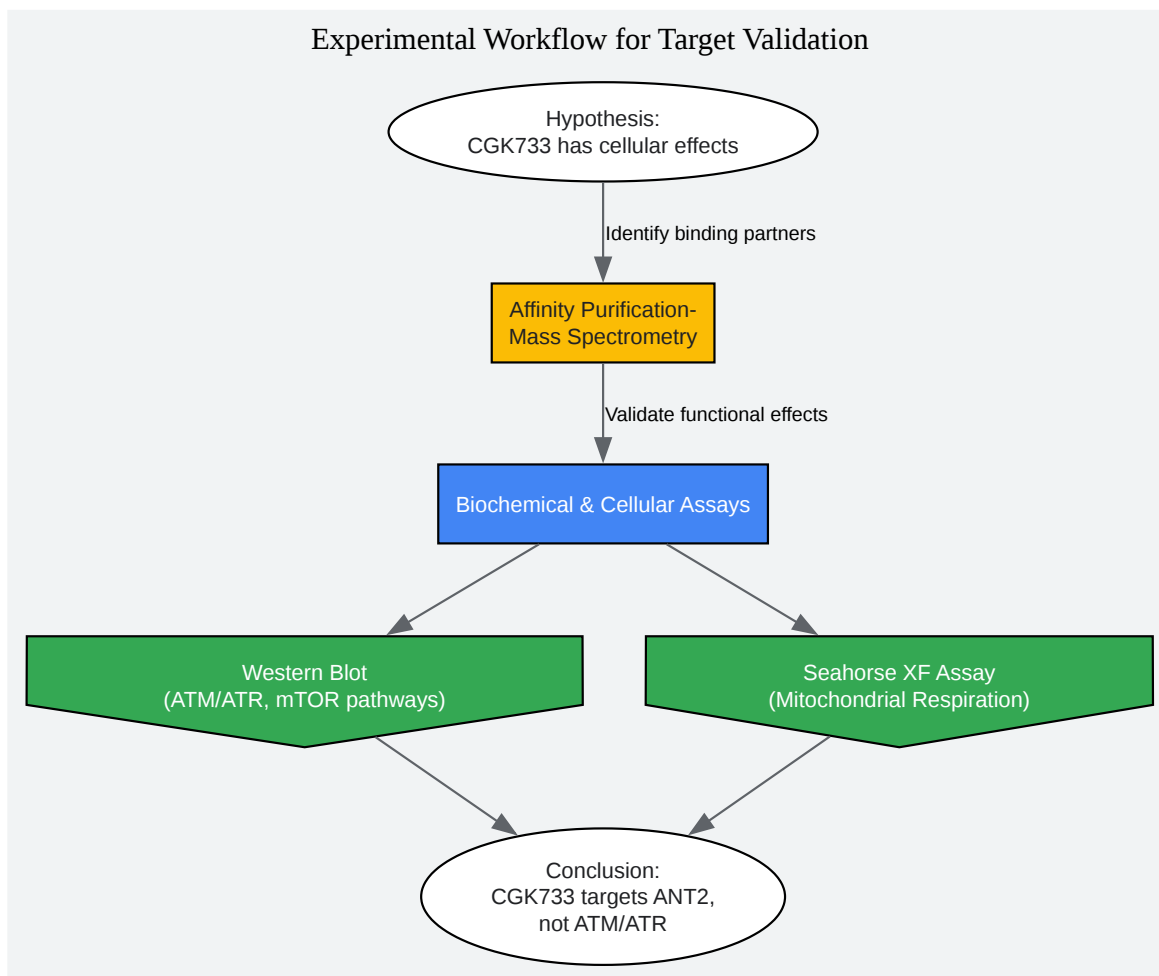 Experimental Workflow for Target Validation
Hypothesis:
CGK733 has cellular effects
Identify binding partners
Affinity Purification-
Mass Spectrometry
Validate functional effects
Biochemical & Cellular Assays
Western Blot
(ATM/ATR, mTOR pathways)
Seahorse XF Assay
(Mitochondrial Respiration)
Conclusion:
CGK733 targets ANT2,
not ATM/ATR